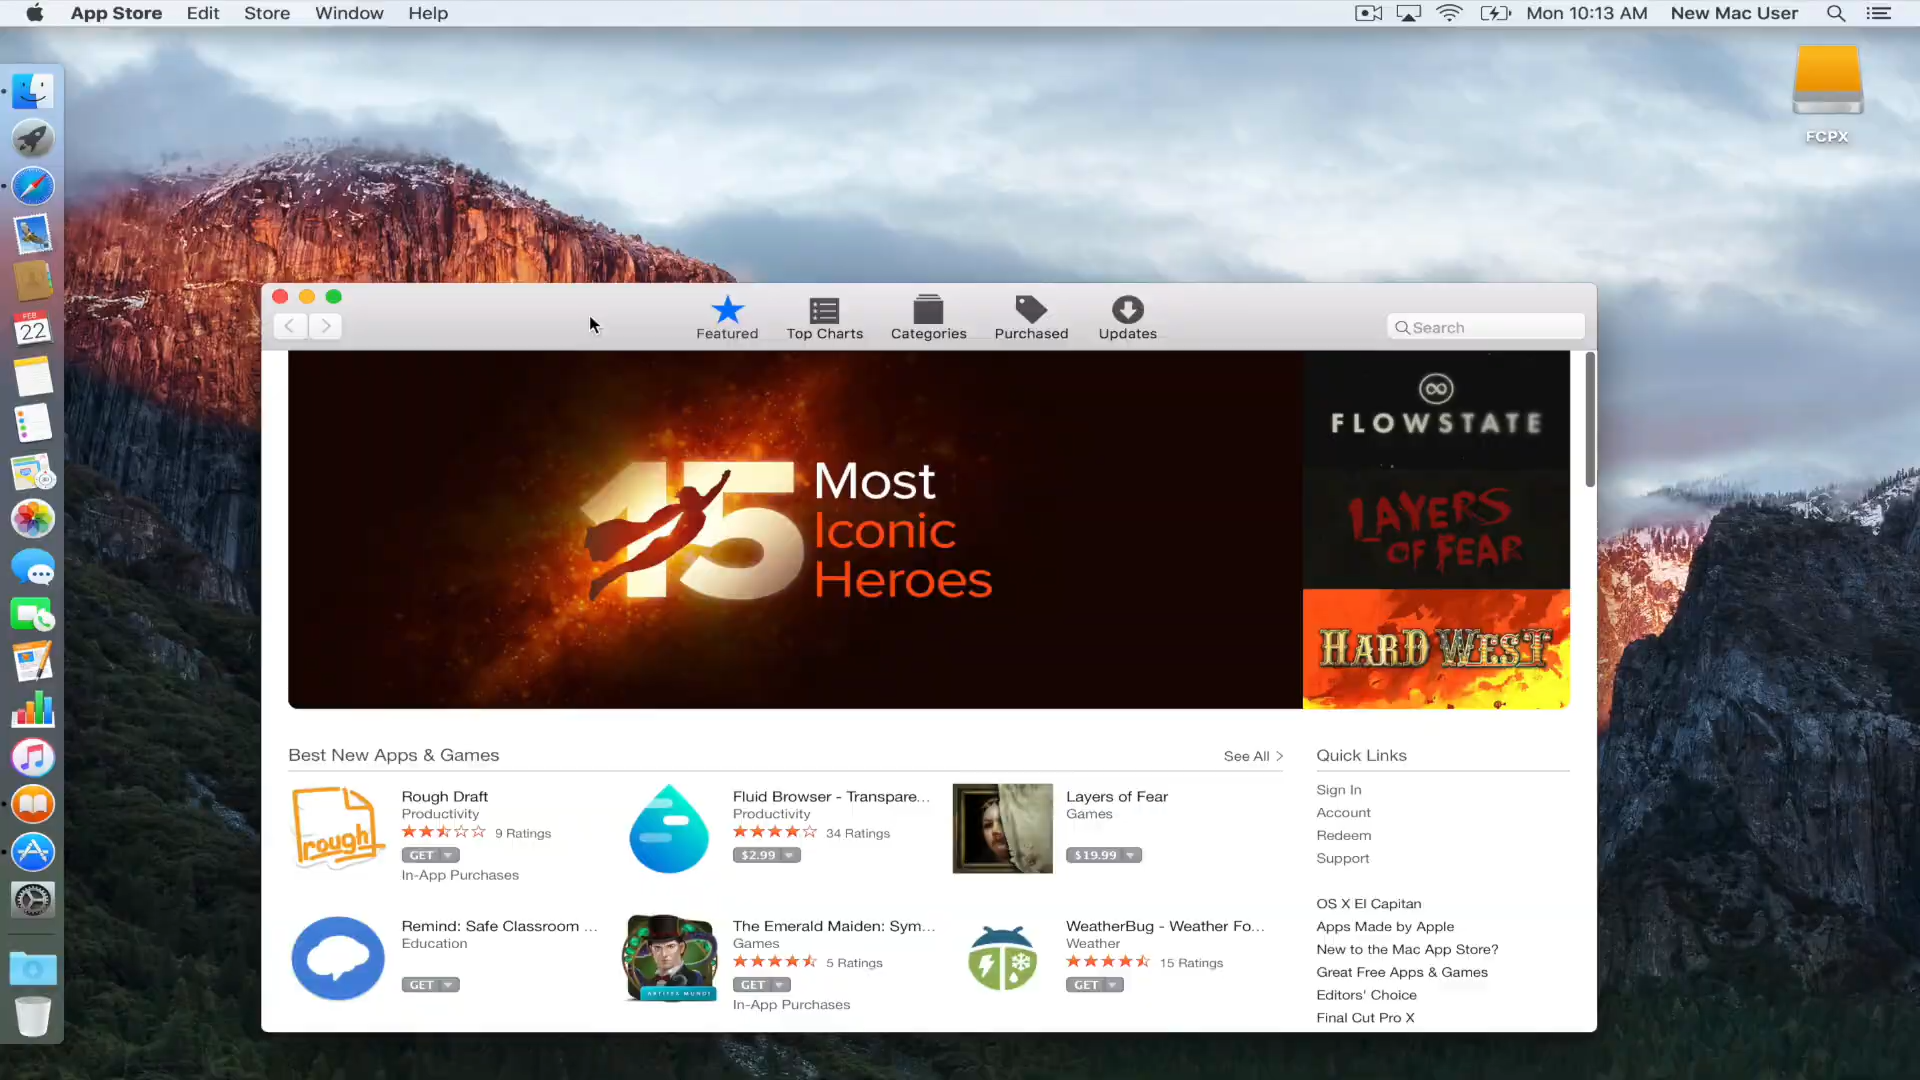 App Store Edit Store Window Help
Mon 10:13 AM New Mac User
FCPX
FEB
22
Featured Top Charts Categories Purchased Updates
Search
15 Most
Iconic
Heroes
FLOWSTATE
LAYERS
OF FEAR
HARD WEST
Best New Apps & Games
See All >
Rough Draft
Productivity
9 Ratings
GET
In-App Purchases
rough
Fluid Browser - Transpare...
Productivity
34 Ratings
$2.99
Layers of Fear
Games
$19.99
Remind: Safe Classroom ...
Education
GET
The Emerald Maiden: Sym...
Games
5 Ratings
GET
In-App Purchases
ARTIFEX MUNDI
WeatherBug - Weather Fo...
Weather
15 Ratings
GET
Quick Links
Sign In
Account
Redeem
Support
OS X El Capitan
Apps Made by Apple
New to the Mac App Store?
Great Free Apps & Games
Editors' Choice
Final Cut Pro X